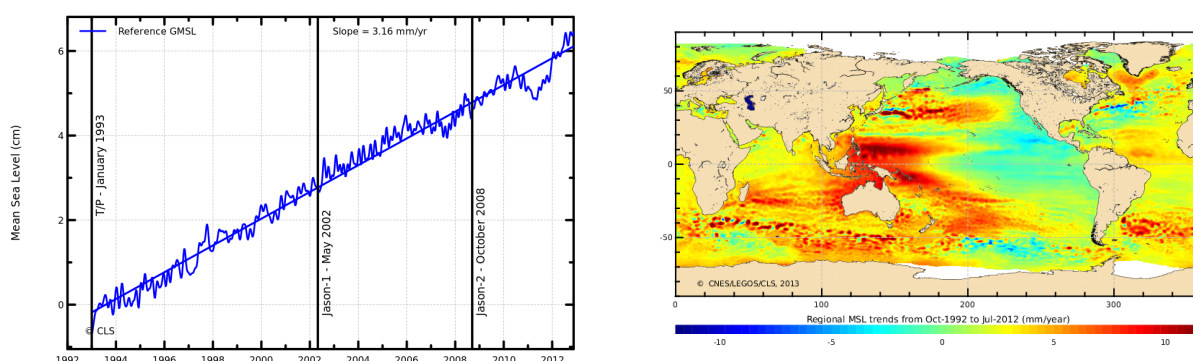 Reference GMSL
Slope = 3.16 mm/yr
Mean Sea Level (cm)
6
4
2
0
T/P - January 1993
Jason-1 - May 2002
Jason-2 - October 2008
© CLS
1992 1994 1996 1998 2000 2002 2004 2006 2008 2010 2012
50
0
-50
© CNES/LEGOS/CLS, 2013
0 100 200 300
Regional MSL trends from Oct-1992 to Jul-2012 (mm/year)
-10 -5 0 5 10